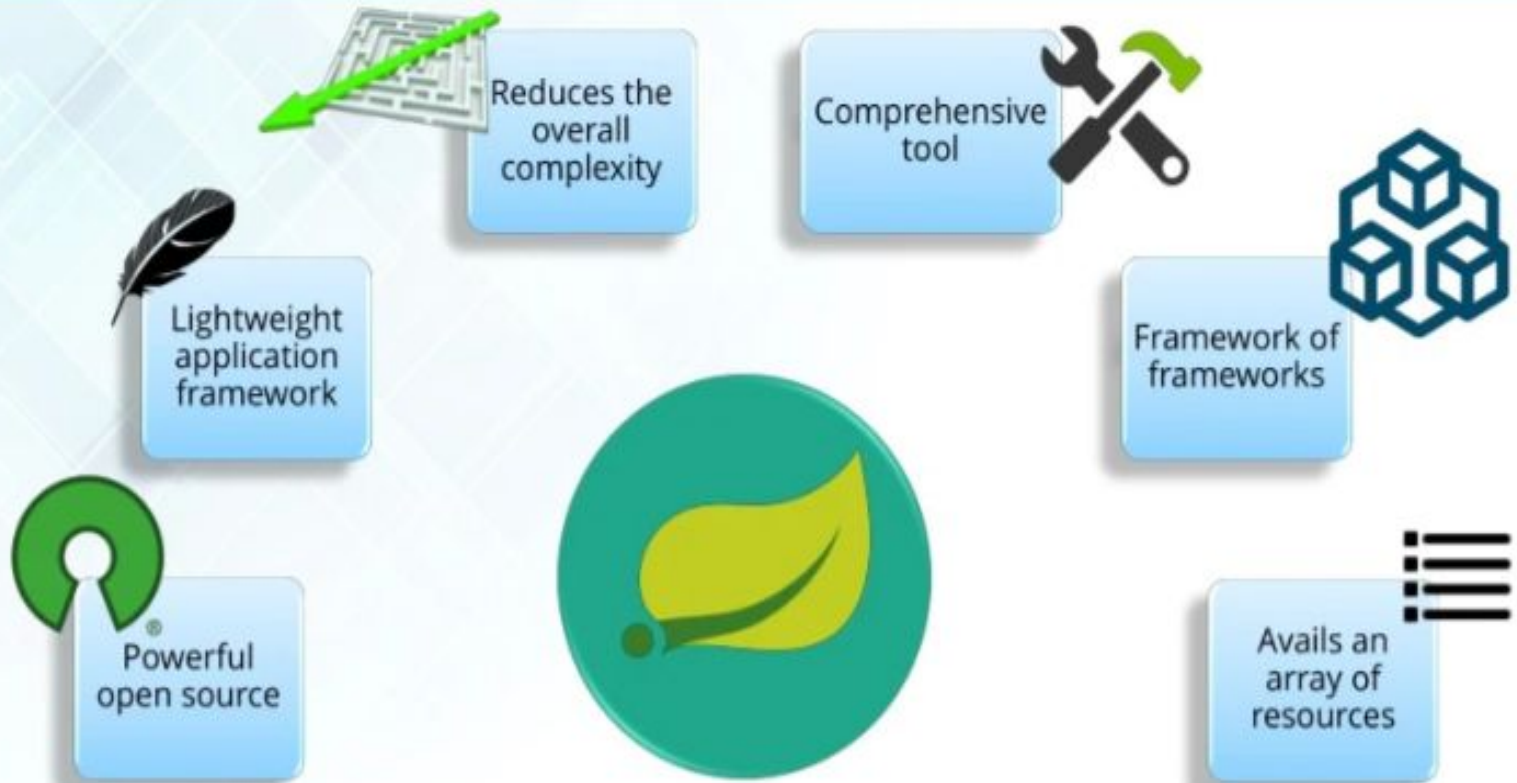 Reduces the
overall
complexity
Comprehensive
tool
Lightweight
application
framework
Framework of
frameworks
®
Powerful
open source
Avails an
array of
resources